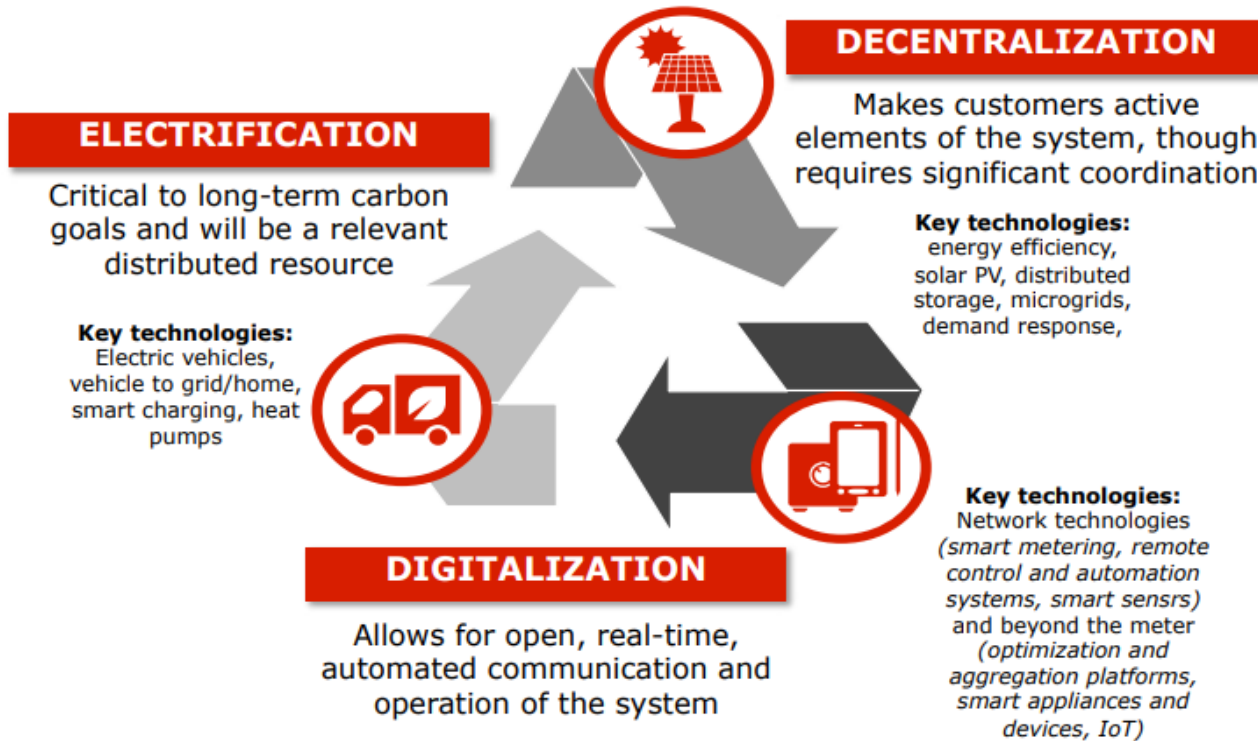 DECENTRALIZATION
Makes customers active
elements of the system, though
requires significant coordination
Key technologies:
energy efficiency,
solar PV, distributed
storage, microgrids,
demand response,
ELECTRIFICATION
Critical to long-term carbon
goals and will be a relevant
distributed resource
Key technologies:
Electric vehicles,
vehicle to grid/home,
smart charging, heat
pumps
DIGITALIZATION
Allows for open, real-time,
automated communication and
operation of the system
Key technologies:
Network technologies
(smart metering, remote
control and automation
systems, smart sensrs)
and beyond the meter
(optimization and
aggregation platforms,
smart appliances and
devices, IoT)